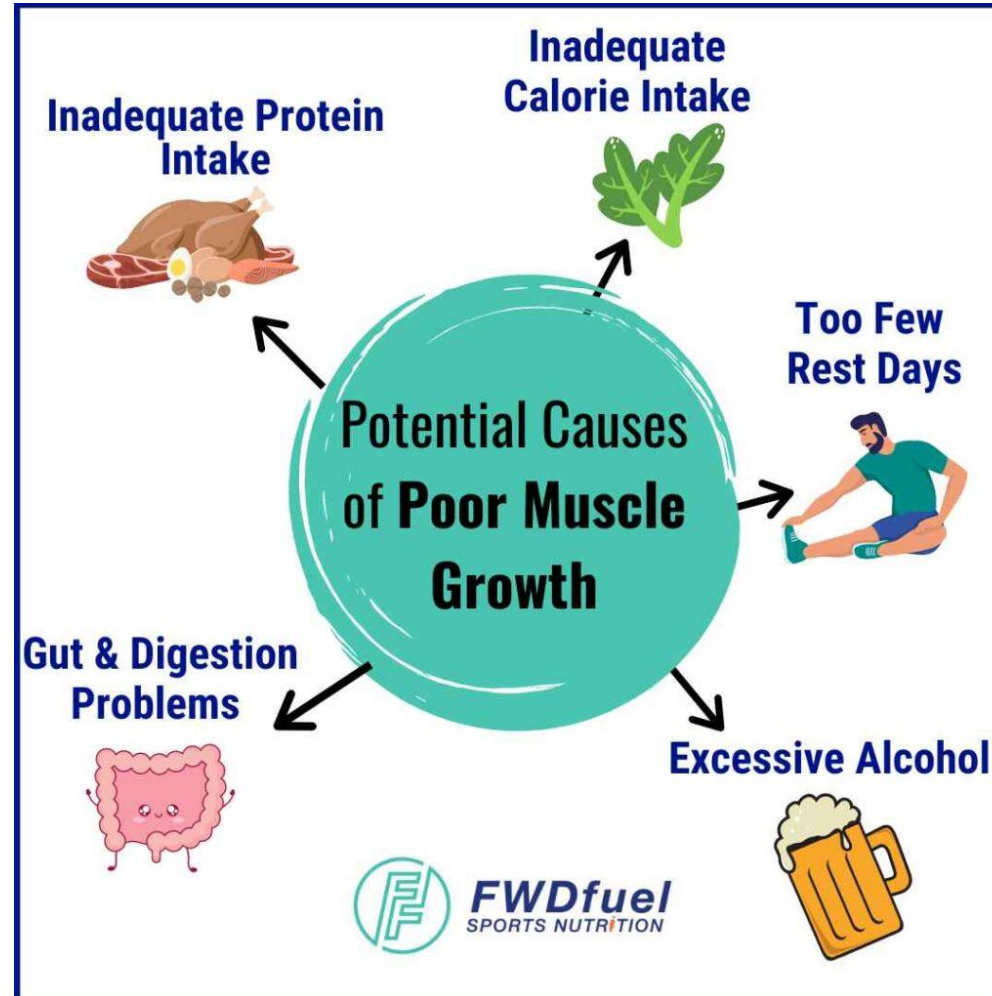 Inadequate
Calorie Intake
Inadequate Protein
Intake
Too Few
Rest Days
Potential Causes
of Poor Muscle
Growth
Gut & Digestion
Problems
Excessive Alcohol
FF
FWDfuel
SPORTS NUTRITION